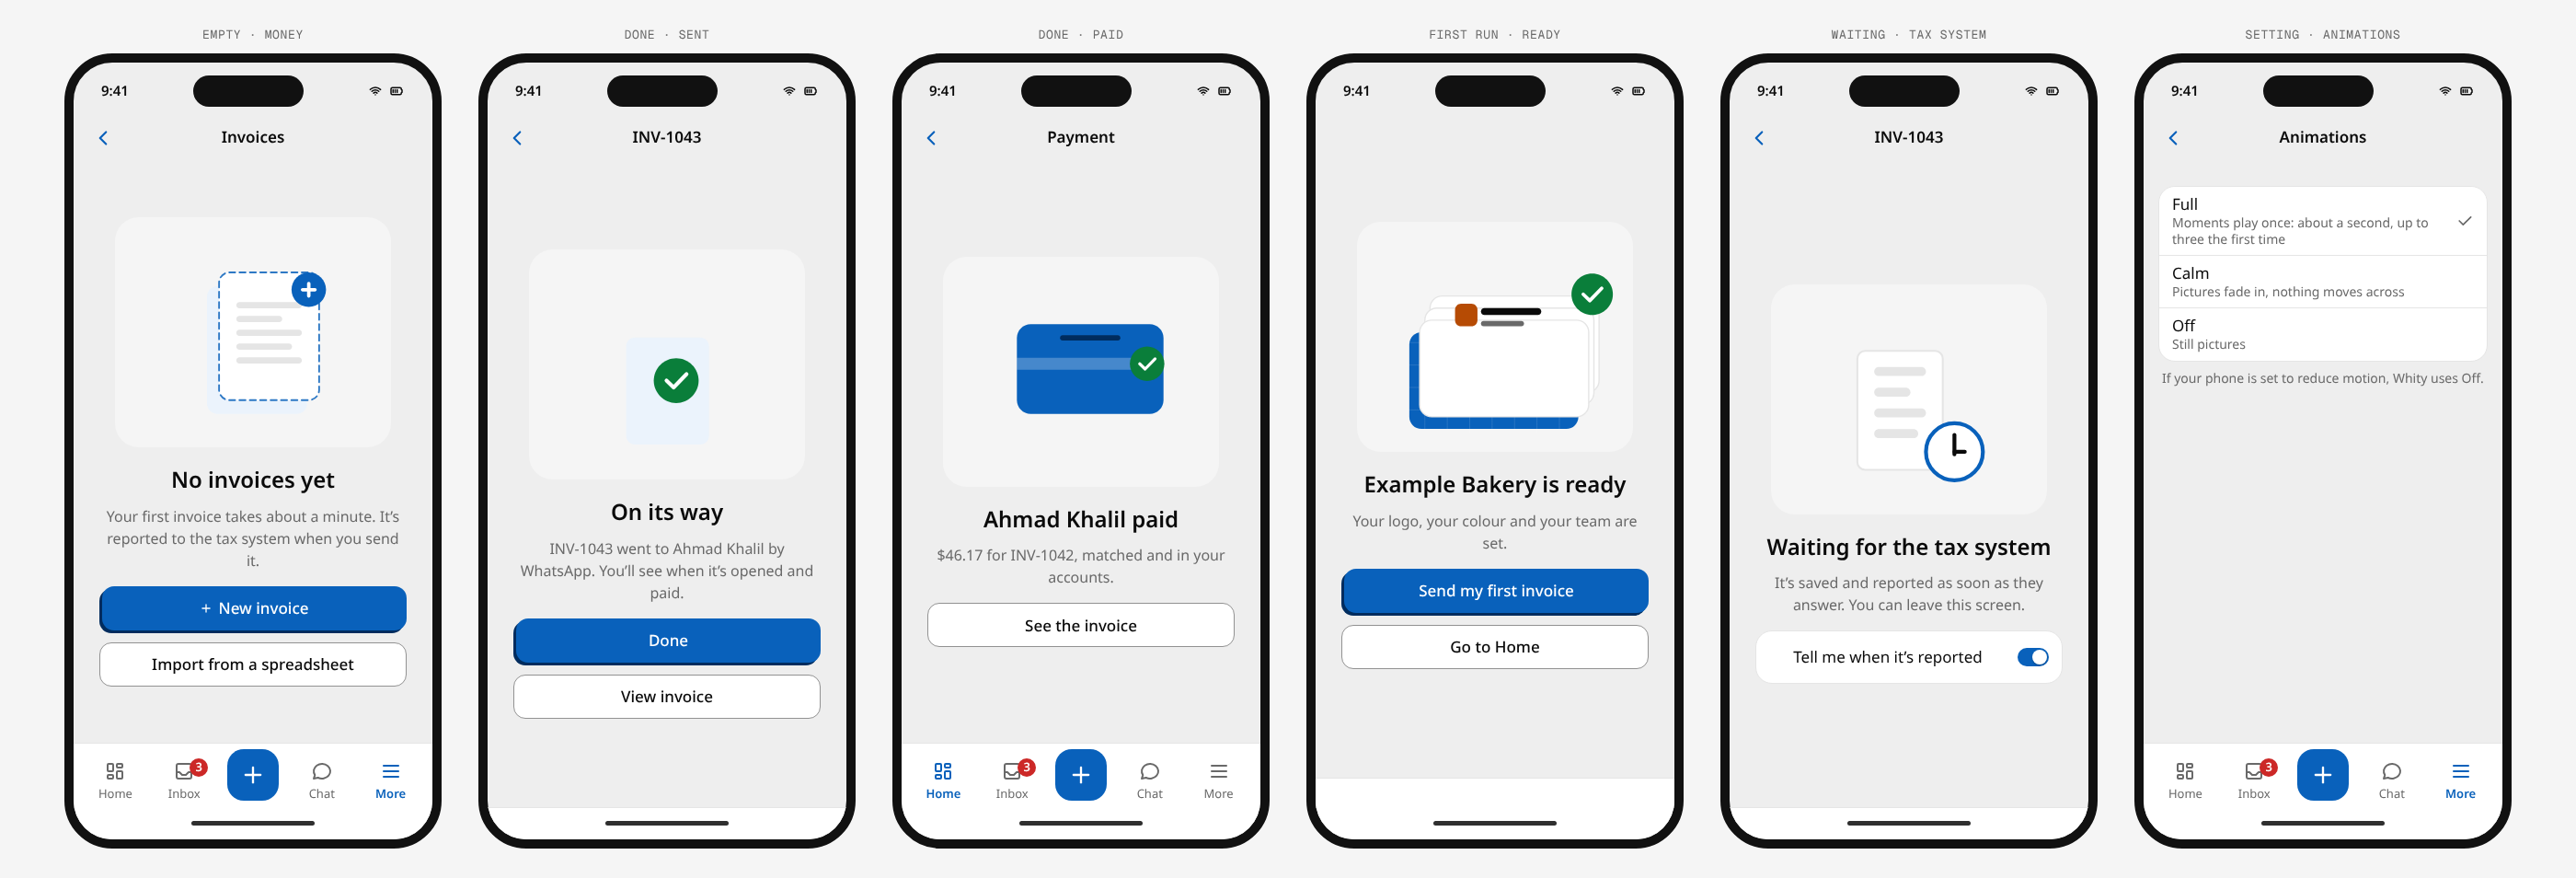 EMPTY · MONEY
9:41
Invoices
No invoices yet
Your first invoice takes about a minute. It’s
reported to the tax system when you send
it.
+ New invoice
Import from a spreadsheet
Home
Inbox
3
Chat
More
DONE · SENT
9:41
INV-1043
On its way
INV-1043 went to Ahmad Khalil by
WhatsApp. You’ll see when it’s opened and
paid.
Done
View invoice
DONE · PAID
9:41
Payment
Ahmad Khalil paid
$46.17 for INV-1042, matched and in your
accounts.
See the invoice
Home
Inbox
3
Chat
More
FIRST RUN · READY
9:41
Example Bakery is ready
Your logo, your colour and your team are
set.
Send my first invoice
Go to Home
WAITING · TAX SYSTEM
9:41
INV-1043
Waiting for the tax system
It’s saved and reported as soon as they
answer. You can leave this screen.
Tell me when it’s reported
SETTING · ANIMATIONS
9:41
Animations
Full
Moments play once: about a second, up to
three the first time
Calm
Pictures fade in, nothing moves across
Off
Still pictures
If your phone is set to reduce motion, Whity uses Off.
Home
Inbox
3
Chat
More